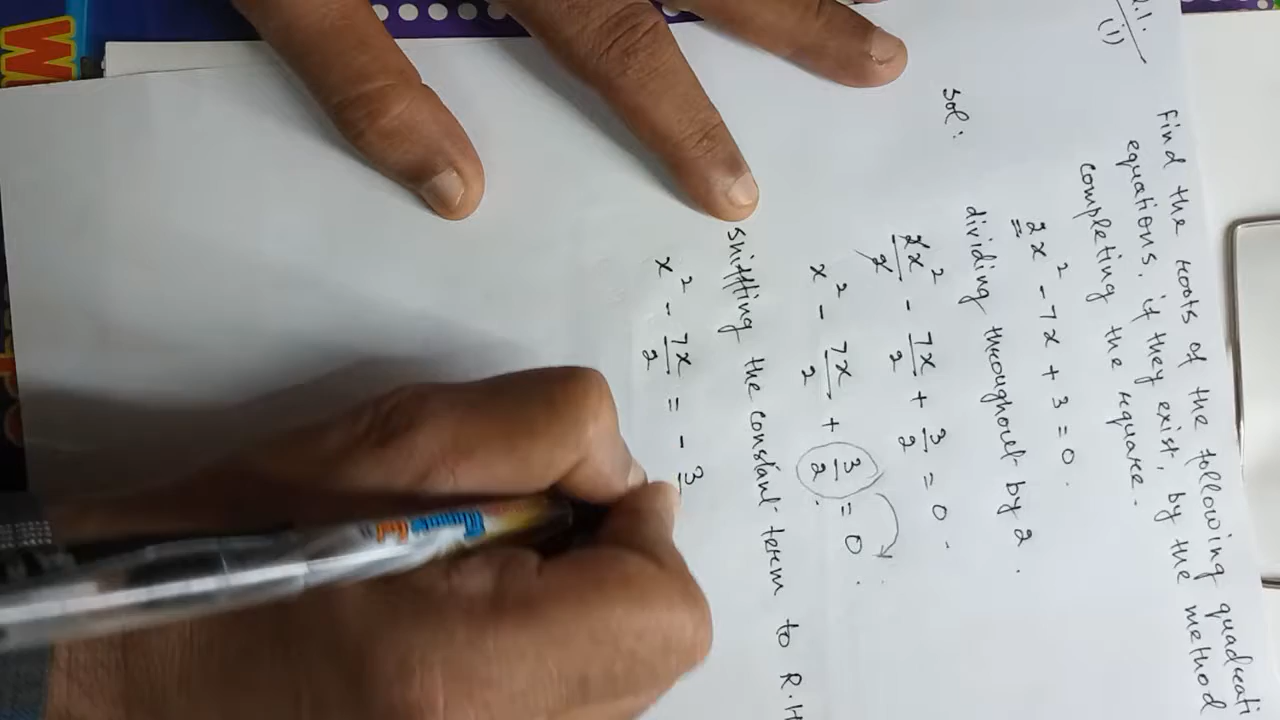 (i)
Find the roots of the following quadrati
equations, if they exist, by the method
completing the square.
2x² - 7x + 3 = 0.
Sol:
dividing throughout by 2.
2x²/2 - 7x/2 + 3/2 = 0.
x² - 7x/2 + 3/2 = 0.
shifting the constant term to R.H
x² - 7x/2 = - 3